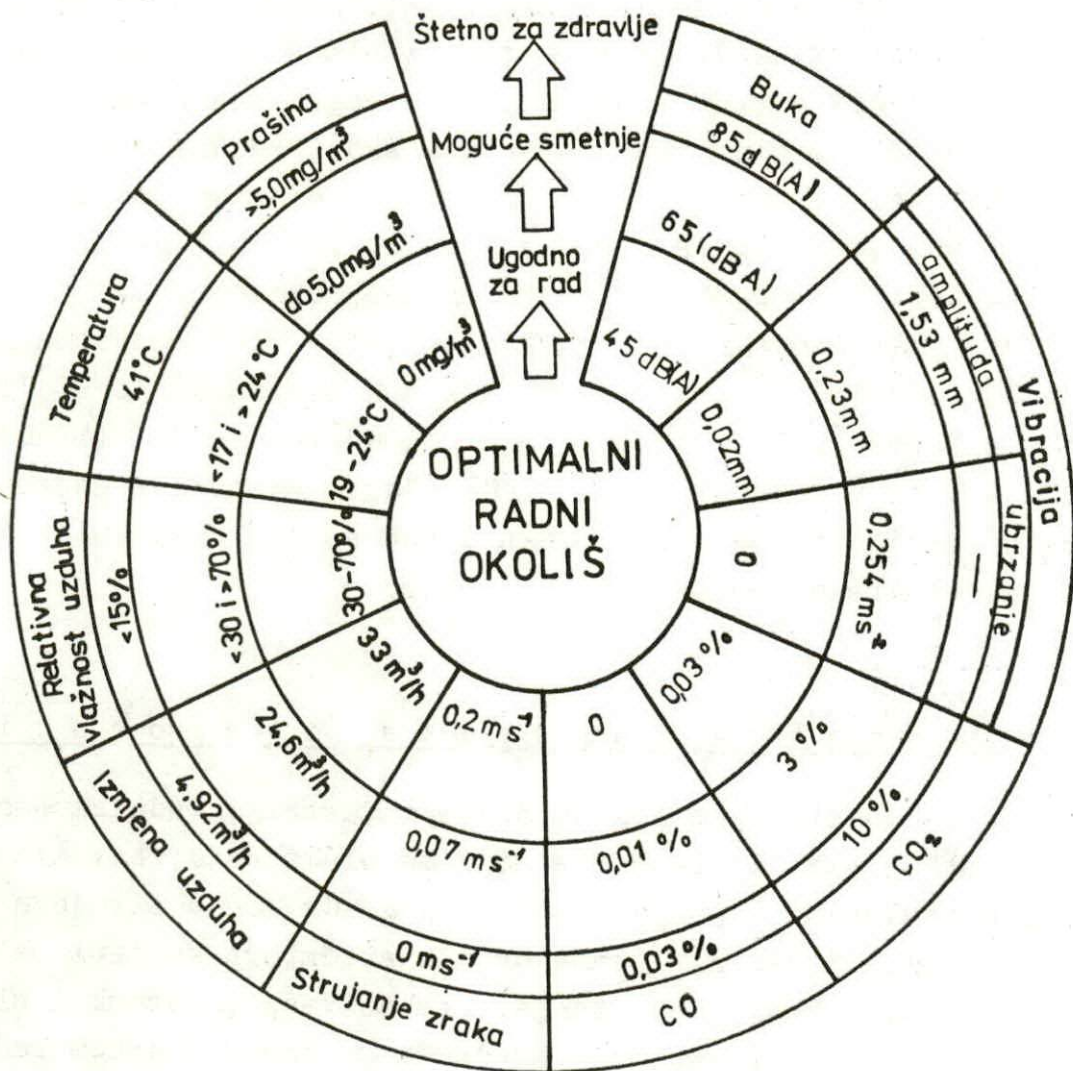 Štetno za zdravlje
Moguće smetnje
Ugodno
za rad
OPTIMALNI
RADNI
OKOLIŠ
Buka
85dB(A)
65(dBA)
45dB(A)
Vibracija
amplituda
1,53 mm
0,23mm
0,02mm
ubrzanje
—
0,254 ms²
0
CO₂
10%
3%
0,03%
CO
0,03%
0,01%
0
Strujanje zraka
0ms⁻¹
0,07 ms⁻¹
0,2 ms⁻¹
Izmjena uzduha
4,92m³/h
24,6m³/h
33m³/h
Relativna
vlažnost uzduha
<15%
<30 i >70%
30-70%
Temperatura
41°C
<17 i > 24°C
19-24°C
Prašina
>5,0mg/m³
do5,0mg/m³
0mg/m³